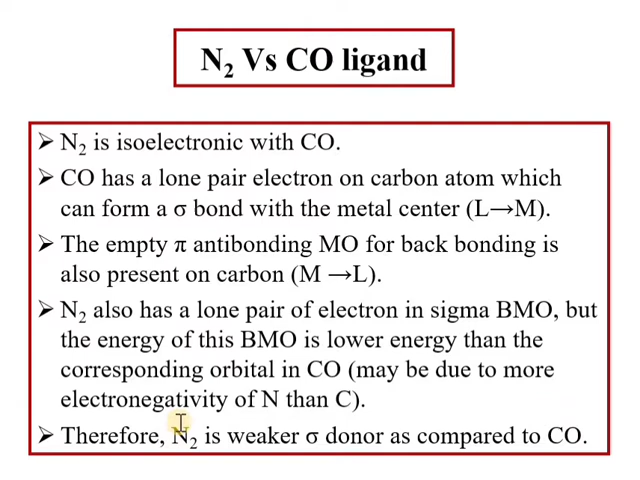 N₂ Vs CO ligand
➢ N₂ is isoelectronic with CO.
➢ CO has a lone pair electron on carbon atom which
can form a σ bond with the metal center (L→M).
➢ The empty π antibonding MO for back bonding is
also present on carbon (M →L).
➢ N₂ also has a lone pair of electron in sigma BMO, but
the energy of this BMO is lower energy than the
corresponding orbital in CO (may be due to more
electronegativity of N than C).
➢ Therefore, N₂ is weaker σ donor as compared to CO.